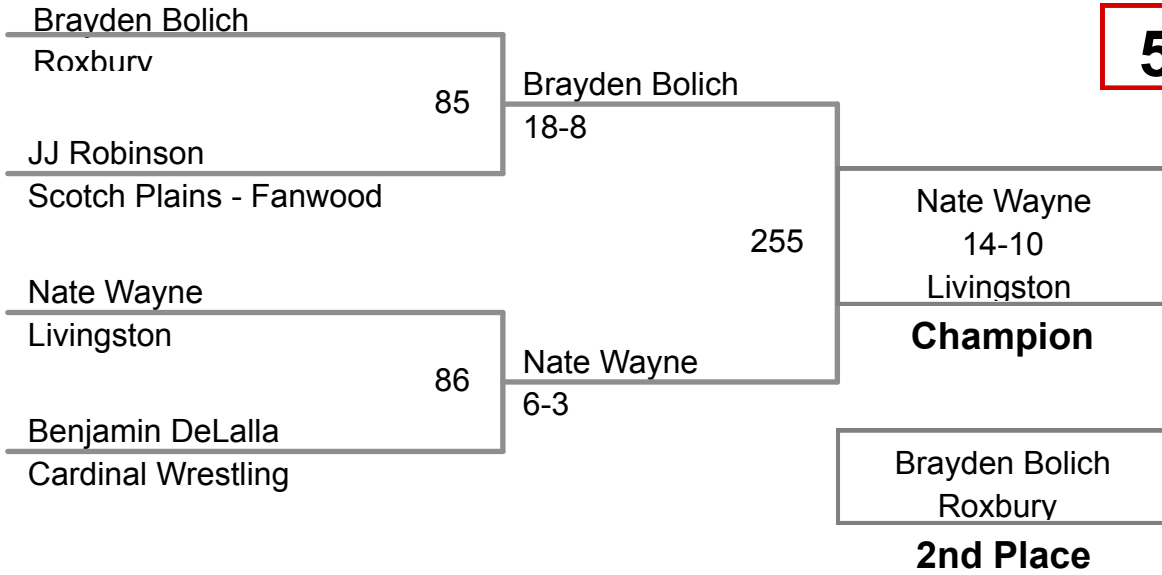 Brayden Bolich
Roxbury
85
JJ Robinson
Scotch Plains - Fanwood
Nate Wayne
Livingston
86
Benjamin DeLalla
Cardinal Wrestling
Brayden Bolich
18-8
255
Nate Wayne
6-3
5
Nate Wayne
14-10
Livingston
Champion
Brayden Bolich
Roxbury
2nd Place